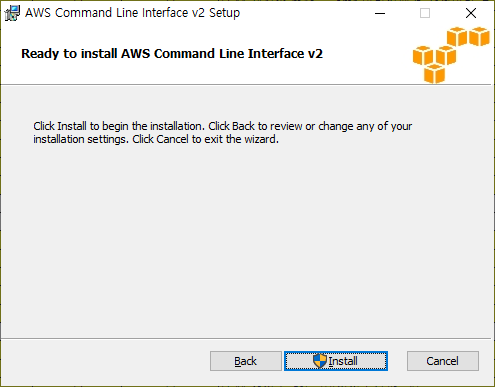 AWS Command Line Interface v2 Setup
Ready to install AWS Command Line Interface v2
Click Install to begin the installation. Click Back to review or change any of your
installation settings. Click Cancel to exit the wizard.
Back Install Cancel